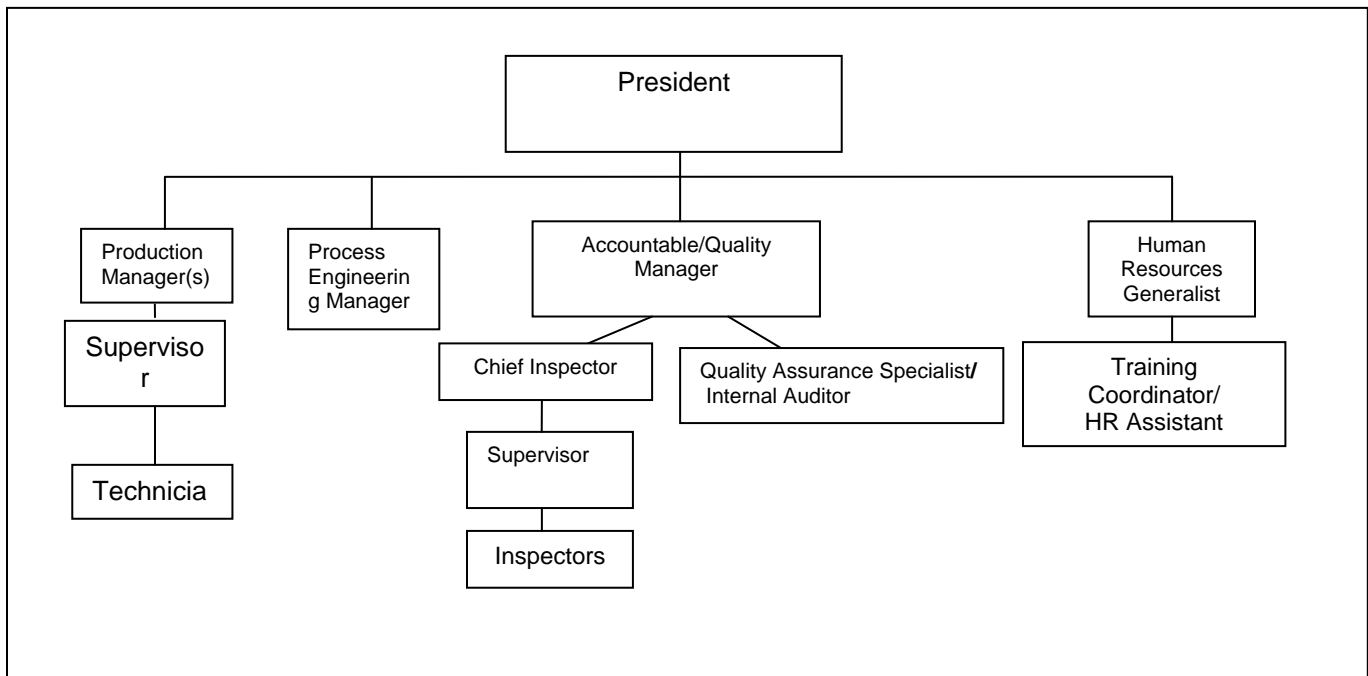 President
Production
Manager(s)
Process
Engineerin
g Manager
Accountable/Quality
Manager
Human
Resources
Generalist
Superviso
r
Chief Inspector
Quality Assurance Specialist/
Internal Auditor
Training
Coordinator/
HR Assistant
Supervisor
Technicia
Inspectors